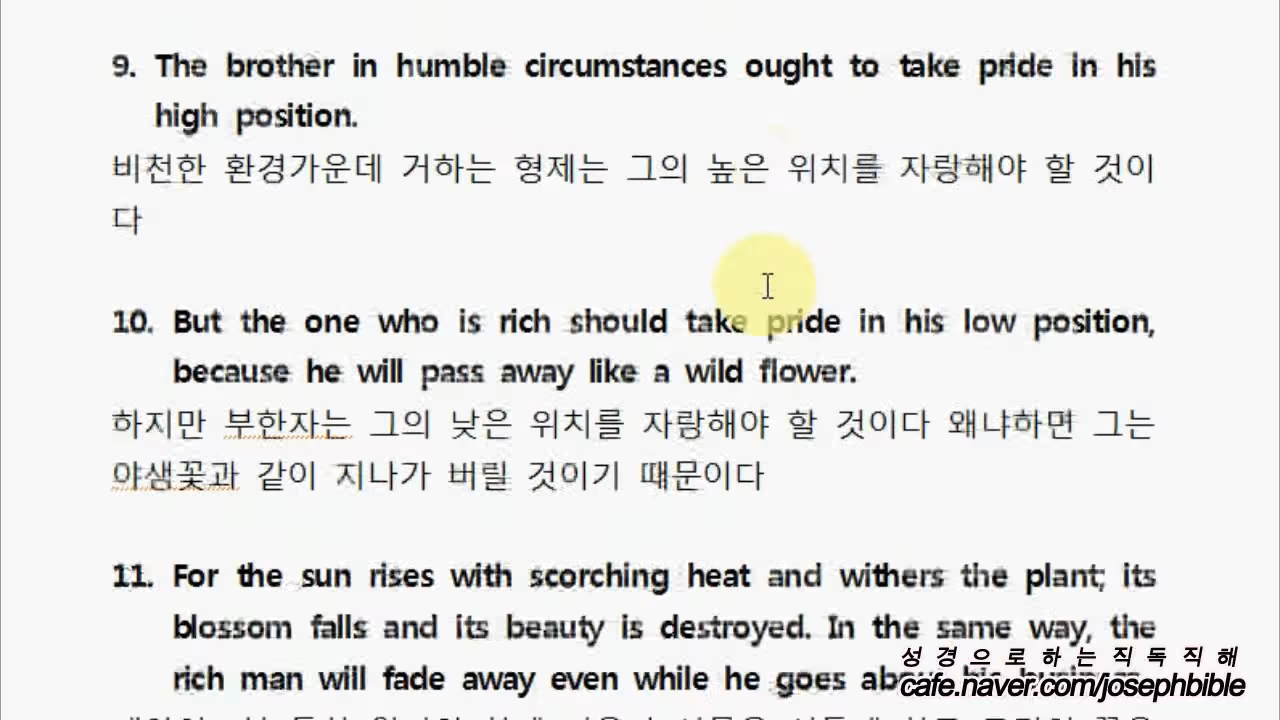 9. The brother in humble circumstances ought to take pride in his
high position.
비천한 환경가운데 거하는 형제는 그의 높은 위치를 자랑해야 할 것이
다
10. But the one who is rich should take pride in his low position,
because he will pass away like a wild flower.
하지만 부한자는 그의 낮은 위치를 자랑해야 할 것이다 왜냐하면 그는
야생꽃과 같이 지나가 버릴 것이기 때문이다
11. For the sun rises with scorching heat and withers the plant; its
blossom falls and its beauty is destroyed. In the same way, the
성경으로하는직독직해
rich man will fade away even while he goes about his business.
cafe.naver.com/josephbible